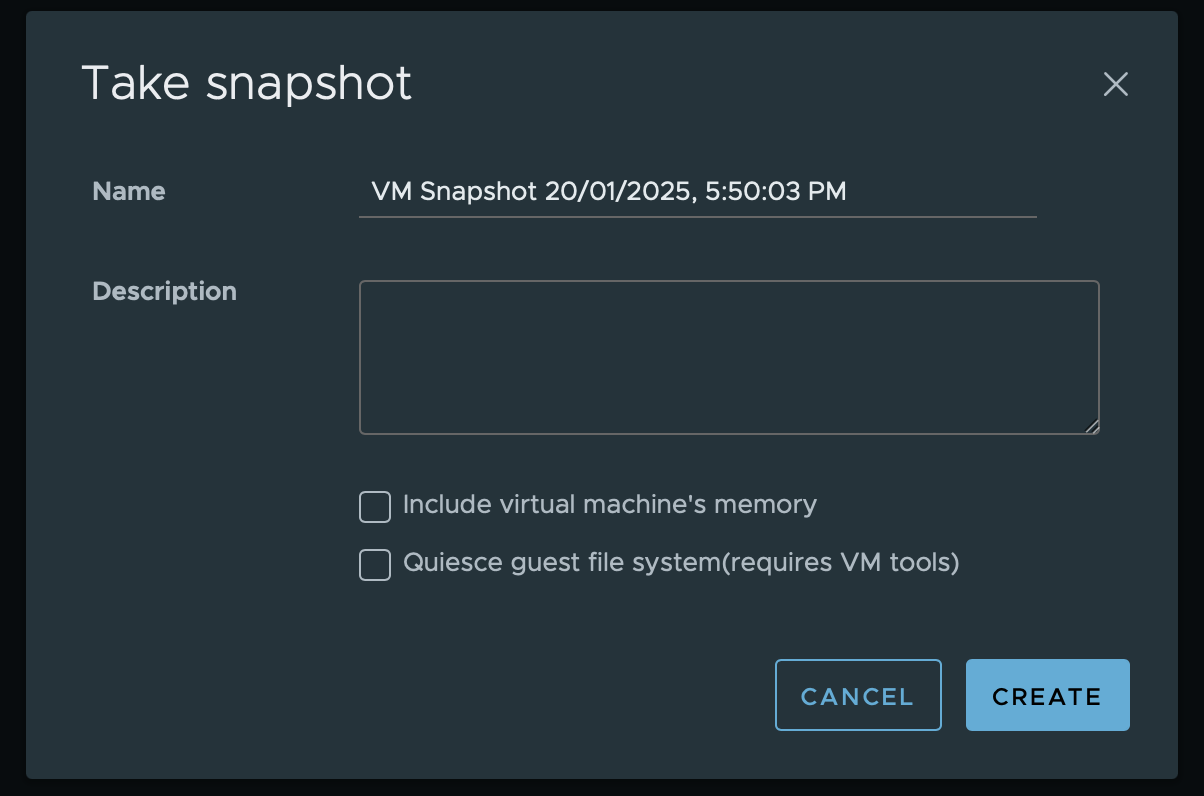 Take snapshot
Name
VM Snapshot 20/01/2025, 5:50:03 PM
Description
Include virtual machine's memory
Quiesce guest file system(requires VM tools)
CANCEL
CREATE